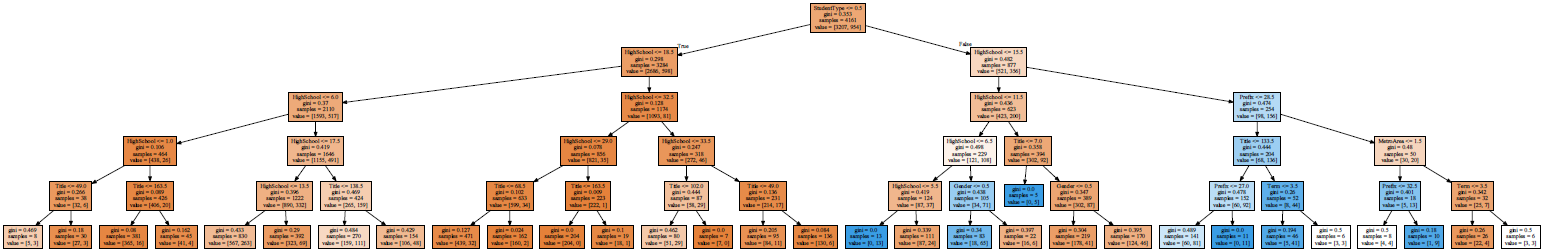 StudentType <= 0.5
gini = 0.353
samples = 4161
value = [3207, 954]
True
False
HighSchool <= 18.5
gini = 0.298
samples = 3284
value = [2686, 598]
HighSchool <= 15.5
gini = 0.482
samples = 877
value = [521, 356]
HighSchool <= 6.0
gini = 0.37
samples = 2110
value = [1593, 517]
HighSchool <= 32.5
gini = 0.128
samples = 1174
value = [1093, 81]
HighSchool <= 11.5
gini = 0.436
samples = 623
value = [423, 200]
Prefix <= 28.5
gini = 0.474
samples = 254
value = [98, 156]
HighSchool <= 1.0
gini = 0.106
samples = 464
value = [438, 26]
HighSchool <= 17.5
gini = 0.419
samples = 1646
value = [1155, 491]
HighSchool <= 29.0
gini = 0.078
samples = 856
value = [821, 35]
HighSchool <= 33.5
gini = 0.247
samples = 318
value = [272, 46]
HighSchool <= 6.5
gini = 0.498
samples = 229
value = [121, 108]
Title <= 7.0
gini = 0.358
samples = 394
value = [302, 92]
Title <= 133.5
gini = 0.444
samples = 204
value = [68, 136]
MetroArea <= 1.5
gini = 0.48
samples = 50
value = [30, 20]
Title <= 49.0
gini = 0.266
samples = 38
value = [32, 6]
Title <= 163.5
gini = 0.089
samples = 426
value = [406, 20]
HighSchool <= 13.5
gini = 0.396
samples = 1222
value = [890, 332]
Title <= 138.5
gini = 0.469
samples = 424
value = [265, 159]
Title <= 68.5
gini = 0.102
samples = 633
value = [599, 34]
Title <= 163.5
gini = 0.009
samples = 223
value = [222, 1]
Title <= 102.0
gini = 0.444
samples = 87
value = [58, 29]
Title <= 49.0
gini = 0.136
samples = 231
value = [214, 17]
HighSchool <= 5.5
gini = 0.419
samples = 124
value = [87, 37]
Gender <= 0.5
gini = 0.438
samples = 105
value = [34, 71]
gini = 0.0
samples = 5
value = [0, 5]
Gender <= 0.5
gini = 0.347
samples = 389
value = [302, 87]
Prefix <= 27.0
gini = 0.478
samples = 152
value = [60, 92]
Term <= 3.5
gini = 0.26
samples = 52
value = [8, 44]
Prefix <= 32.5
gini = 0.401
samples = 18
value = [5, 13]
Term <= 3.5
gini = 0.342
samples = 32
value = [25, 7]
gini = 0.469
samples = 8
value = [5, 3]
gini = 0.18
samples = 30
value = [27, 3]
gini = 0.08
samples = 381
value = [365, 16]
gini = 0.162
samples = 45
value = [41, 4]
gini = 0.433
samples = 830
value = [567, 263]
gini = 0.29
samples = 392
value = [323, 69]
gini = 0.484
samples = 270
value = [159, 111]
gini = 0.429
samples = 154
value = [106, 48]
gini = 0.127
samples = 471
value = [439, 32]
gini = 0.024
samples = 162
value = [160, 2]
gini = 0.0
samples = 204
value = [204, 0]
gini = 0.1
samples = 19
value = [18, 1]
gini = 0.462
samples = 80
value = [51, 29]
gini = 0.0
samples = 7
value = [7, 0]
gini = 0.205
samples = 95
value = [84, 11]
gini = 0.084
samples = 136
value = [130, 6]
gini = 0.0
samples = 13
value = [0, 13]
gini = 0.339
samples = 111
value = [87, 24]
gini = 0.34
samples = 83
value = [18, 65]
gini = 0.397
samples = 22
value = [16, 6]
gini = 0.304
samples = 219
value = [178, 41]
gini = 0.395
samples = 170
value = [124, 46]
gini = 0.489
samples = 141
value = [60, 81]
gini = 0.0
samples = 11
value = [0, 11]
gini = 0.194
samples = 46
value = [5, 41]
gini = 0.5
samples = 6
value = [3, 3]
gini = 0.5
samples = 8
value = [4, 4]
gini = 0.18
samples = 10
value = [1, 9]
gini = 0.26
samples = 26
value = [22, 4]
gini = 0.5
samples = 6
value = [3, 3]